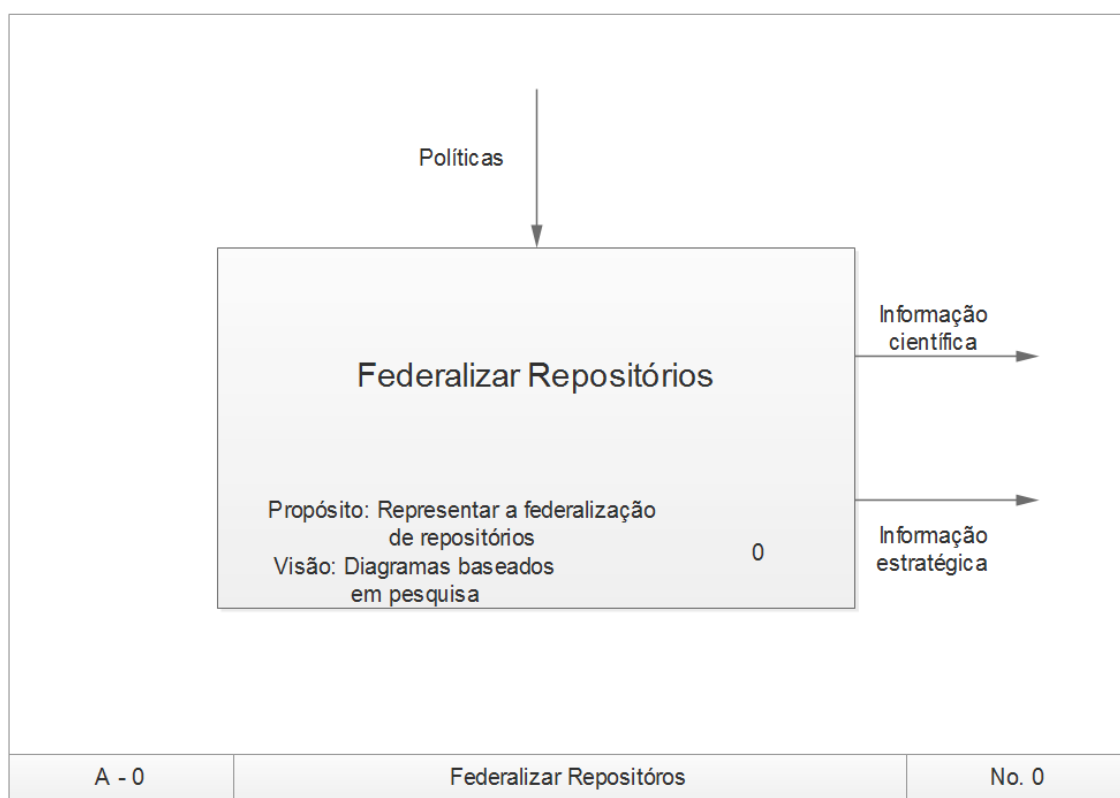 Políticas
Informação
científica
Federalizar Repositórios
Propósito: Representar a federalização
de repositórios
Visão: Diagramas baseados
em pesquisa
0
Informação
estratégica
A - 0
Federalizar Repositóros
No. 0